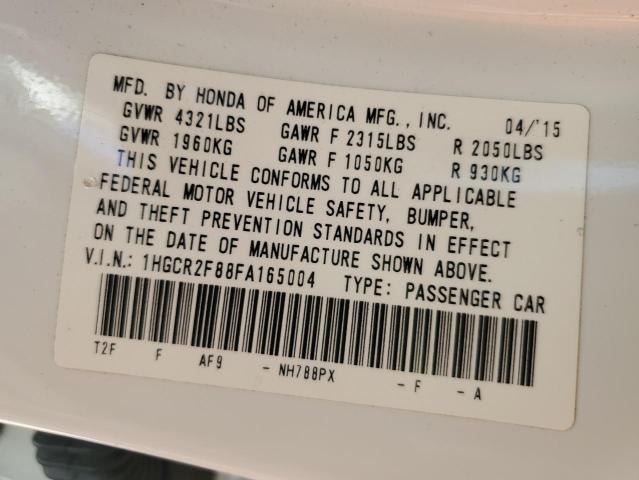 MFD. BY HONDA OF AMERICA MFG., INC. 04/'15
GVWR 4321LBS GAWR F 2315LBS R 2050LBS
GVWR 1960KG GAWR F 1050KG R 930KG
THIS VEHICLE CONFORMS TO ALL APPLICABLE
FEDERAL MOTOR VEHICLE SAFETY, BUMPER,
AND THEFT PREVENTION STANDARDS IN EFFECT
ON THE DATE OF MANUFACTURE SHOWN ABOVE.
V.I.N.: 1HGCR2F88FA165004 TYPE: PASSENGER CAR
T2F F AF9 - NH788PX - F - A